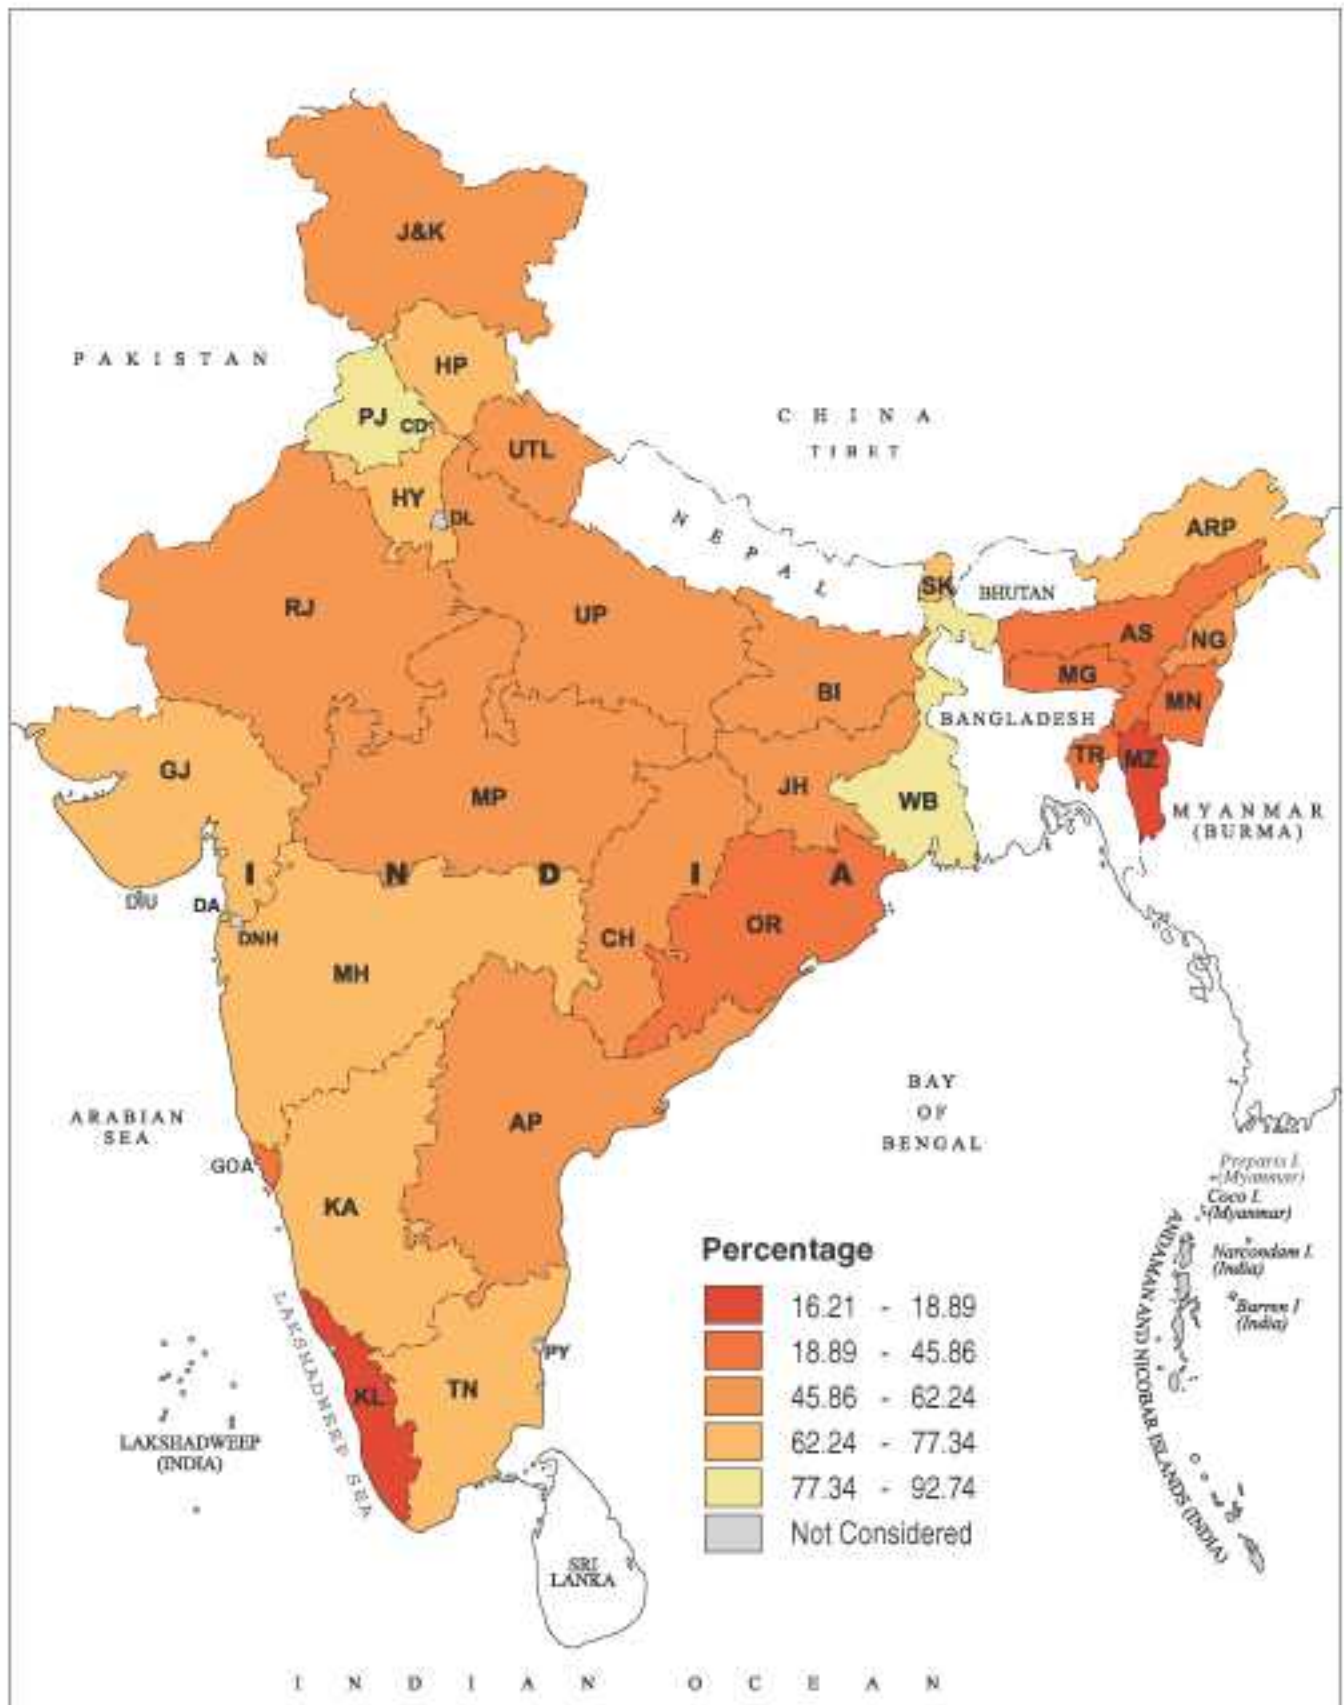 J&K
PAKISTAN
HP
PJ
CD
CHINA
TIBET
UTL
HY
DL
NEPAL
ARP
SK
BHUTAN
RJ
UP
AS
NG
BI
MG
MN
BANGLADESH
GJ
TR
MZ
MP
JH
WB
MYANMAR
(BURMA)
I N D I A
DIU
DA
DNH
OR
CH
MH
BAY
OF
BENGAL
ARABIAN
SEA
AP
GOA
Preparis I.
(Myanmar)
Coco I.
(Myanmar)
KA
Narcondam I.
(India)
Barren I
(India)
ANDAMAN AND NICOBAR ISLANDS (INDIA)
Percentage
16.21 - 18.89
18.89 - 45.86
45.86 - 62.24
62.24 - 77.34
77.34 - 92.74
Not Considered
PY
TN
KL
LAKSHADWEEP
(INDIA)
SRI
LANKA
INDIAN OCEAN